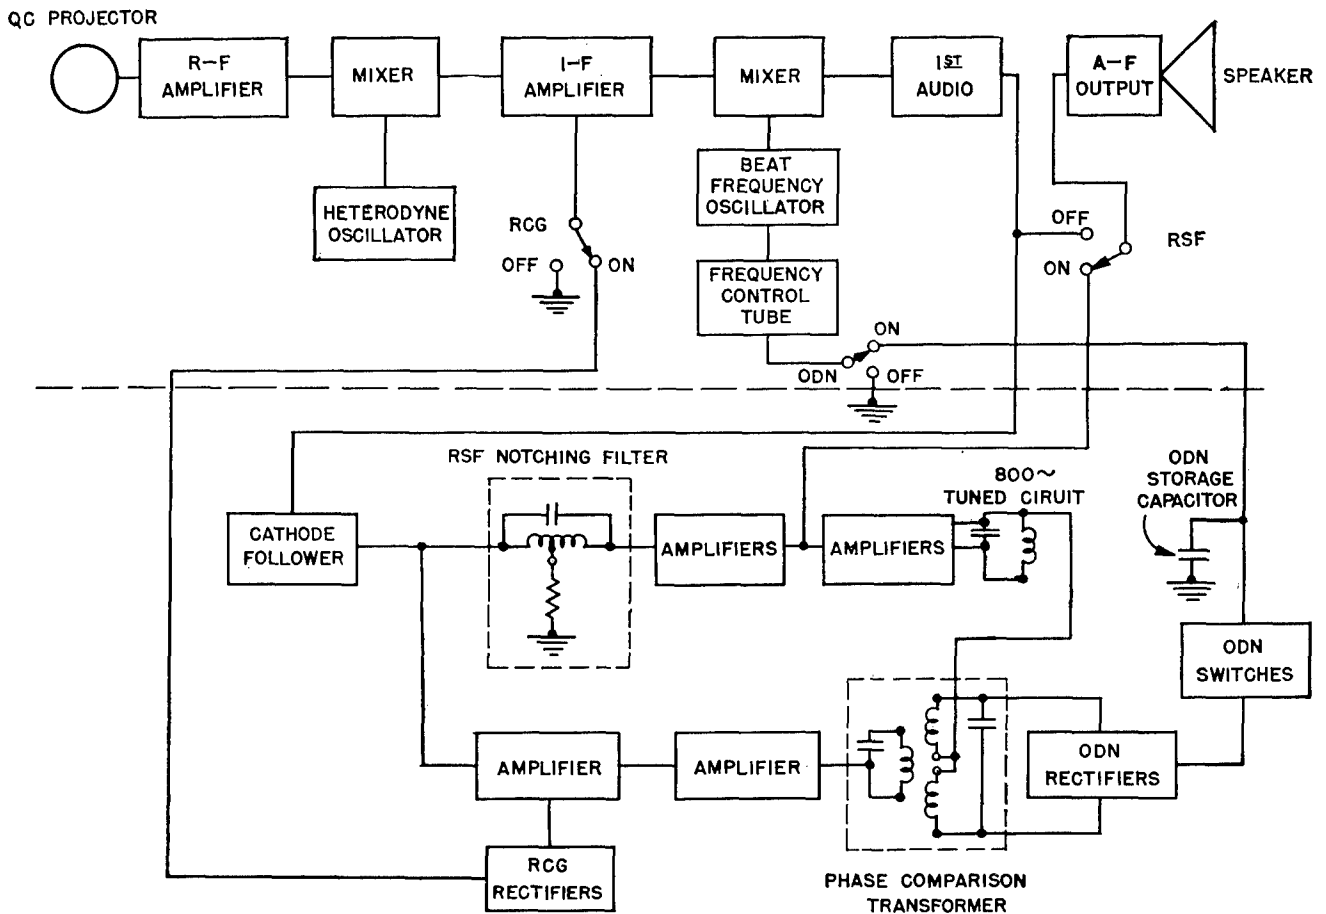 QC PROJECTOR
R-F
AMPLIFIER
MIXER
I-F
AMPLIFIER
MIXER
1ST
AUDIO
A-F
OUTPUT
SPEAKER
HETERODYNE
OSCILLATOR
RCG
OFF
ON
BEAT
FREQUENCY
OSCILLATOR
FREQUENCY
CONTROL
TUBE
OFF
RSF
ON
ON
ODN
OFF
RSF NOTCHING FILTER
800~
TUNED CIRUIT
ODN
STORAGE
CAPACITOR
CATHODE
FOLLOWER
AMPLIFIERS
AMPLIFIERS
ODN
SWITCHES
AMPLIFIER
AMPLIFIER
ODN
RECTIFIERS
RCG
RECTIFIERS
PHASE COMPARISON
TRANSFORMER